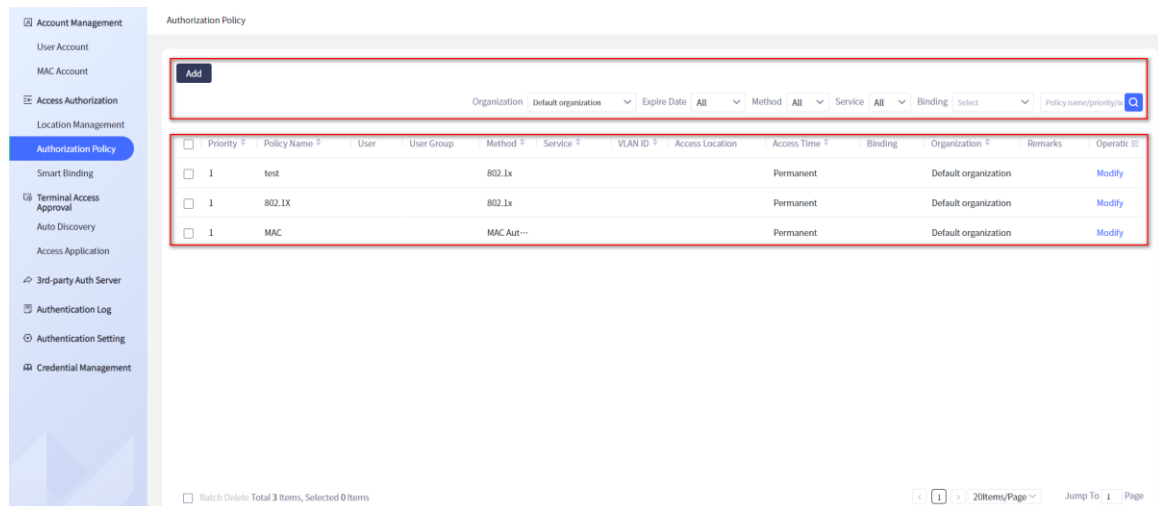 Account Management
User Account
MAC Account
Access Authorization
Location Management
Authorization Policy
Smart Binding
Terminal Access
Approval
Auto Discovery
Access Application
3rd-party Auth Server
Authentication Log
Authentication Setting
Credential Management
Authorization Policy
Add
Organization Default organization Expire Date All Method All Service All Binding Select Policy name/priority/ac
Priority Policy Name User User Group Method Service VLAN ID Access Location Access Time Binding Organization Remarks Operatic
1 test 802.1x Permanent Default organization Modify
1 802.1X 802.1x Permanent Default organization Modify
1 MAC MAC Aut··· Permanent Default organization Modify
Batch Delete Total 3 Items, Selected 0 Items < 1 > 20Items/Page Jump To 1 Page